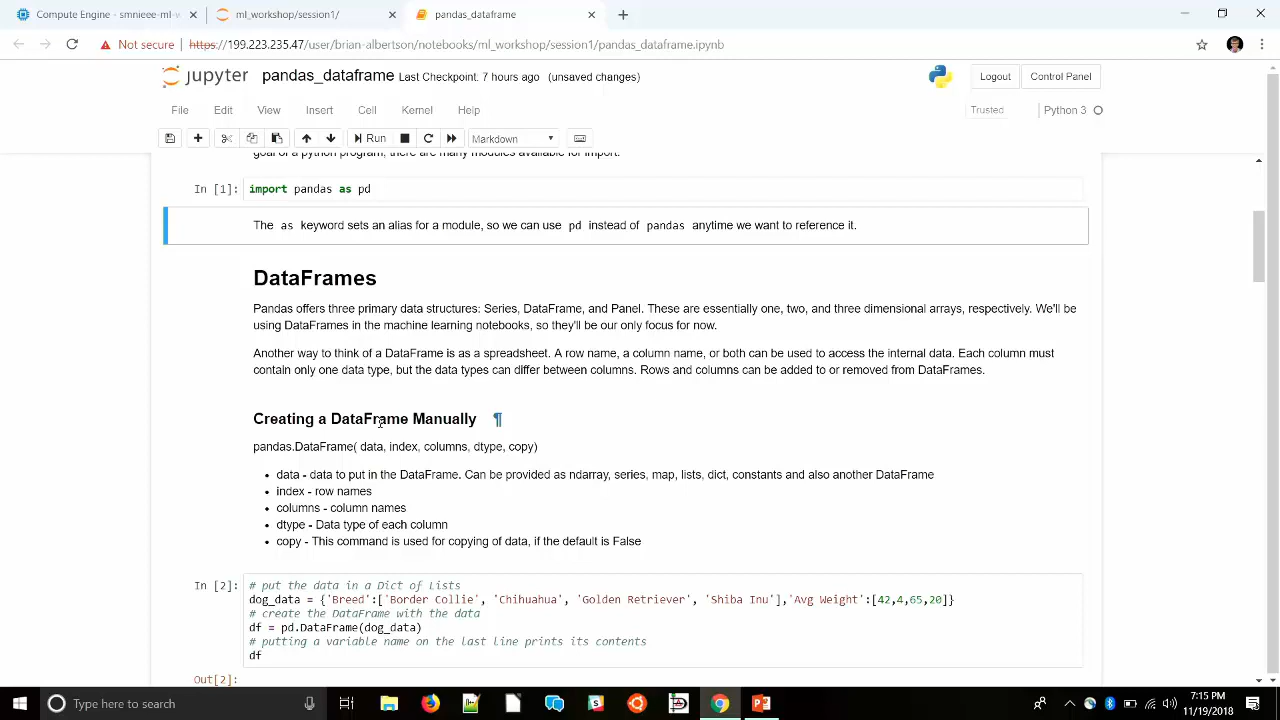 Compute Engine - smnieee-ml-w
ml_workshop/session1/
pandas_dataframe
Not secure | https://199.223.235.47/user/brian-albertson/notebooks/ml_workshop/session1/pandas_dataframe.ipynb
jupyter pandas_dataframe Last Checkpoint: 7 hours ago (unsaved changes)
Logout Control Panel
File Edit View Insert Cell Kernel Help
Trusted Python 3
Run Markdown
goal of a python program, there are many modules available for import.
In [1]: import pandas as pd
The as keyword sets an alias for a module, so we can use pd instead of pandas anytime we want to reference it.
DataFrames
Pandas offers three primary data structures: Series, DataFrame, and Panel. These are essentially one, two, and three dimensional arrays, respectively. We'll be
using DataFrames in the machine learning notebooks, so they'll be our only focus for now.
Another way to think of a DataFrame is as a spreadsheet. A row name, a column name, or both can be used to access the internal data. Each column must
contain only one data type, but the data types can differ between columns. Rows and columns can be added to or removed from DataFrames.
Creating a DataFrame Manually ¶
pandas.DataFrame( data, index, columns, dtype, copy)
• data - data to put in the DataFrame. Can be provided as ndarray, series, map, lists, dict, constants and also another DataFrame
• index - row names
• columns - column names
• dtype - Data type of each column
• copy - This command is used for copying of data, if the default is False
In [2]: # put the data in a Dict of Lists
dog_data = {'Breed':['Border Collie', 'Chihuahua', 'Golden Retriever', 'Shiba Inu'],'Avg Weight':[42,4,65,20]}
# create the DataFrame with the data
df = pd.DataFrame(dog_data)
# putting a variable name on the last line prints its contents
df
Out[2]:
Type here to search
7:15 PM
11/19/2018